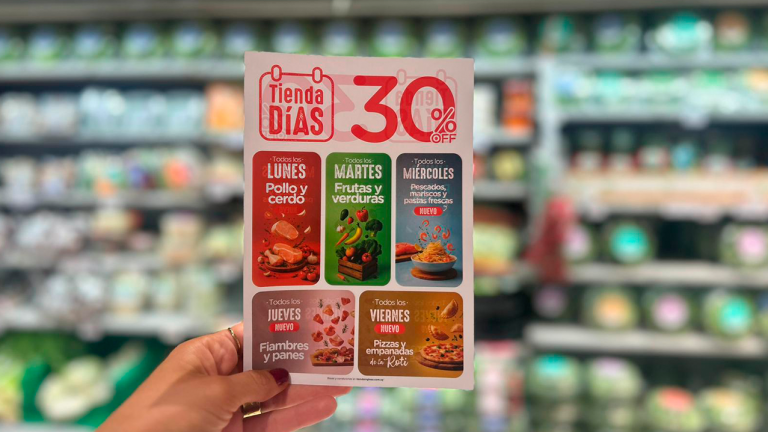 Tienda
DÍAS
30% OFF
Todos los
LUNES
Pollo y
cerdo
Todos los
MARTES
Frutas y
verduras
Todos los
MIÉRCOLES
Pescados,
mariscos y
pastas frescas
NUEVO
Todos los
JUEVES
NUEVO
Fiambres
y panes
Todos los
VIERNES
NUEVO
Pizzas y
empanadas
de la Roti